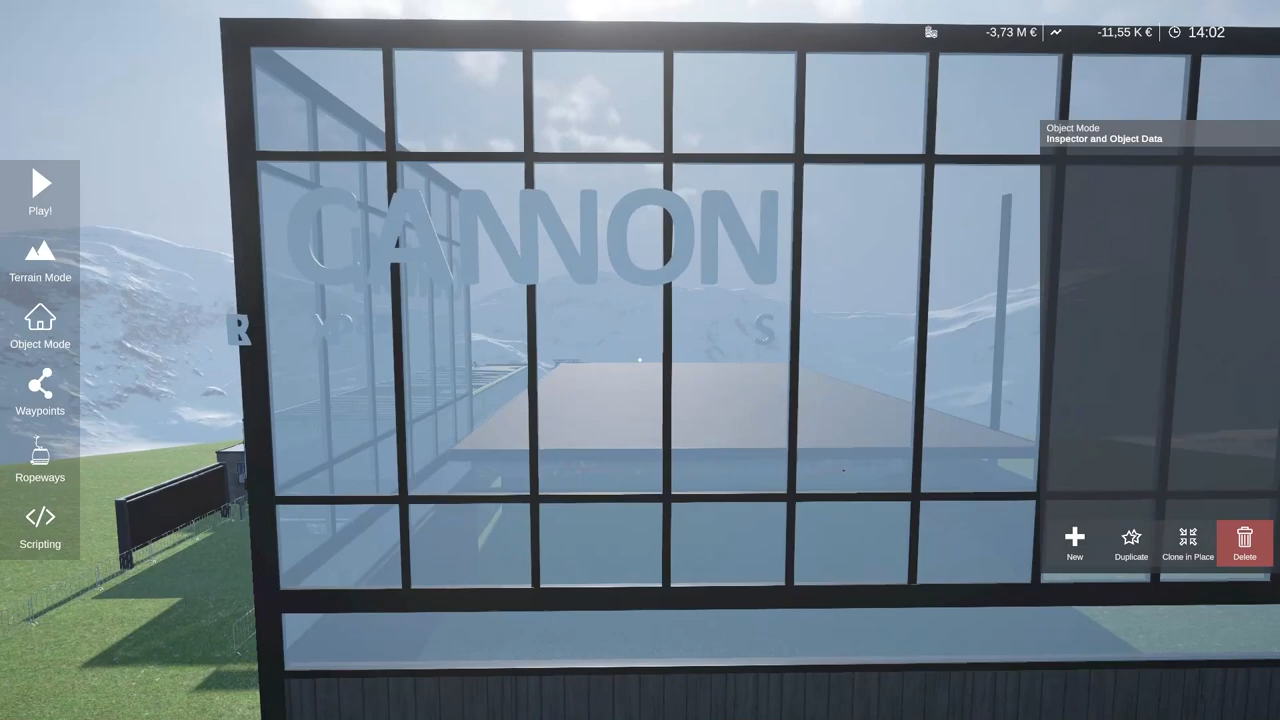 -3,73 M €
-11,55 K €
14:02
Object Mode
Inspector and Object Data
Play!
CANNON
Terrain Mode
R
S
Object Mode
Waypoints
Ropeways
Scripting
New
Duplicate
Clone in Place
Delete